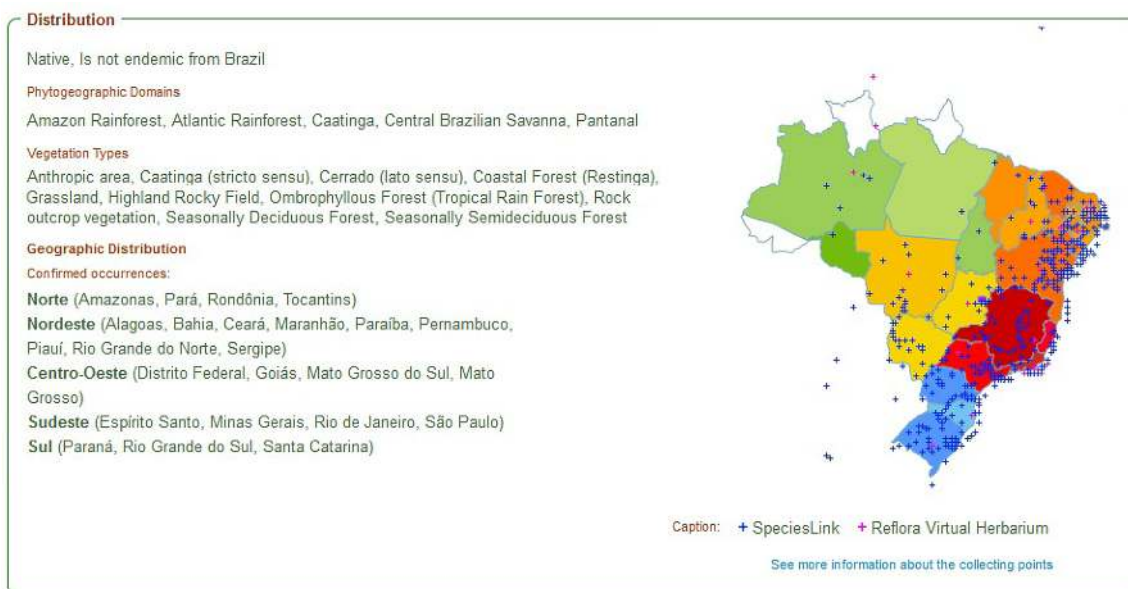 Distribution
Native, Is not endemic from Brazil
Phytogeographic Domains
Amazon Rainforest, Atlantic Rainforest, Caatinga, Central Brazilian Savanna, Pantanal
Vegetation Types
Anthropic area, Caatinga (stricto sensu), Cerrado (lato sensu), Coastal Forest (Restinga),
Grassland, Highland Rocky Field, Ombrophyllous Forest (Tropical Rain Forest), Rock
outcrop vegetation, Seasonally Deciduous Forest, Seasonally Semideciduous Forest
Geographic Distribution
Confirmed occurrences:
Norte (Amazonas, Pará, Rondônia, Tocantins)
Nordeste (Alagoas, Bahia, Ceará, Maranhão, Paraíba, Pernambuco,
Piauí, Rio Grande do Norte, Sergipe)
Centro-Oeste (Distrito Federal, Goiás, Mato Grosso do Sul, Mato
Grosso)
Sudeste (Espírito Santo, Minas Gerais, Rio de Janeiro, São Paulo)
Sul (Paraná, Rio Grande do Sul, Santa Catarina)
Caption: + SpeciesLink + Reflora Virtual Herbarium
See more information about the collecting points